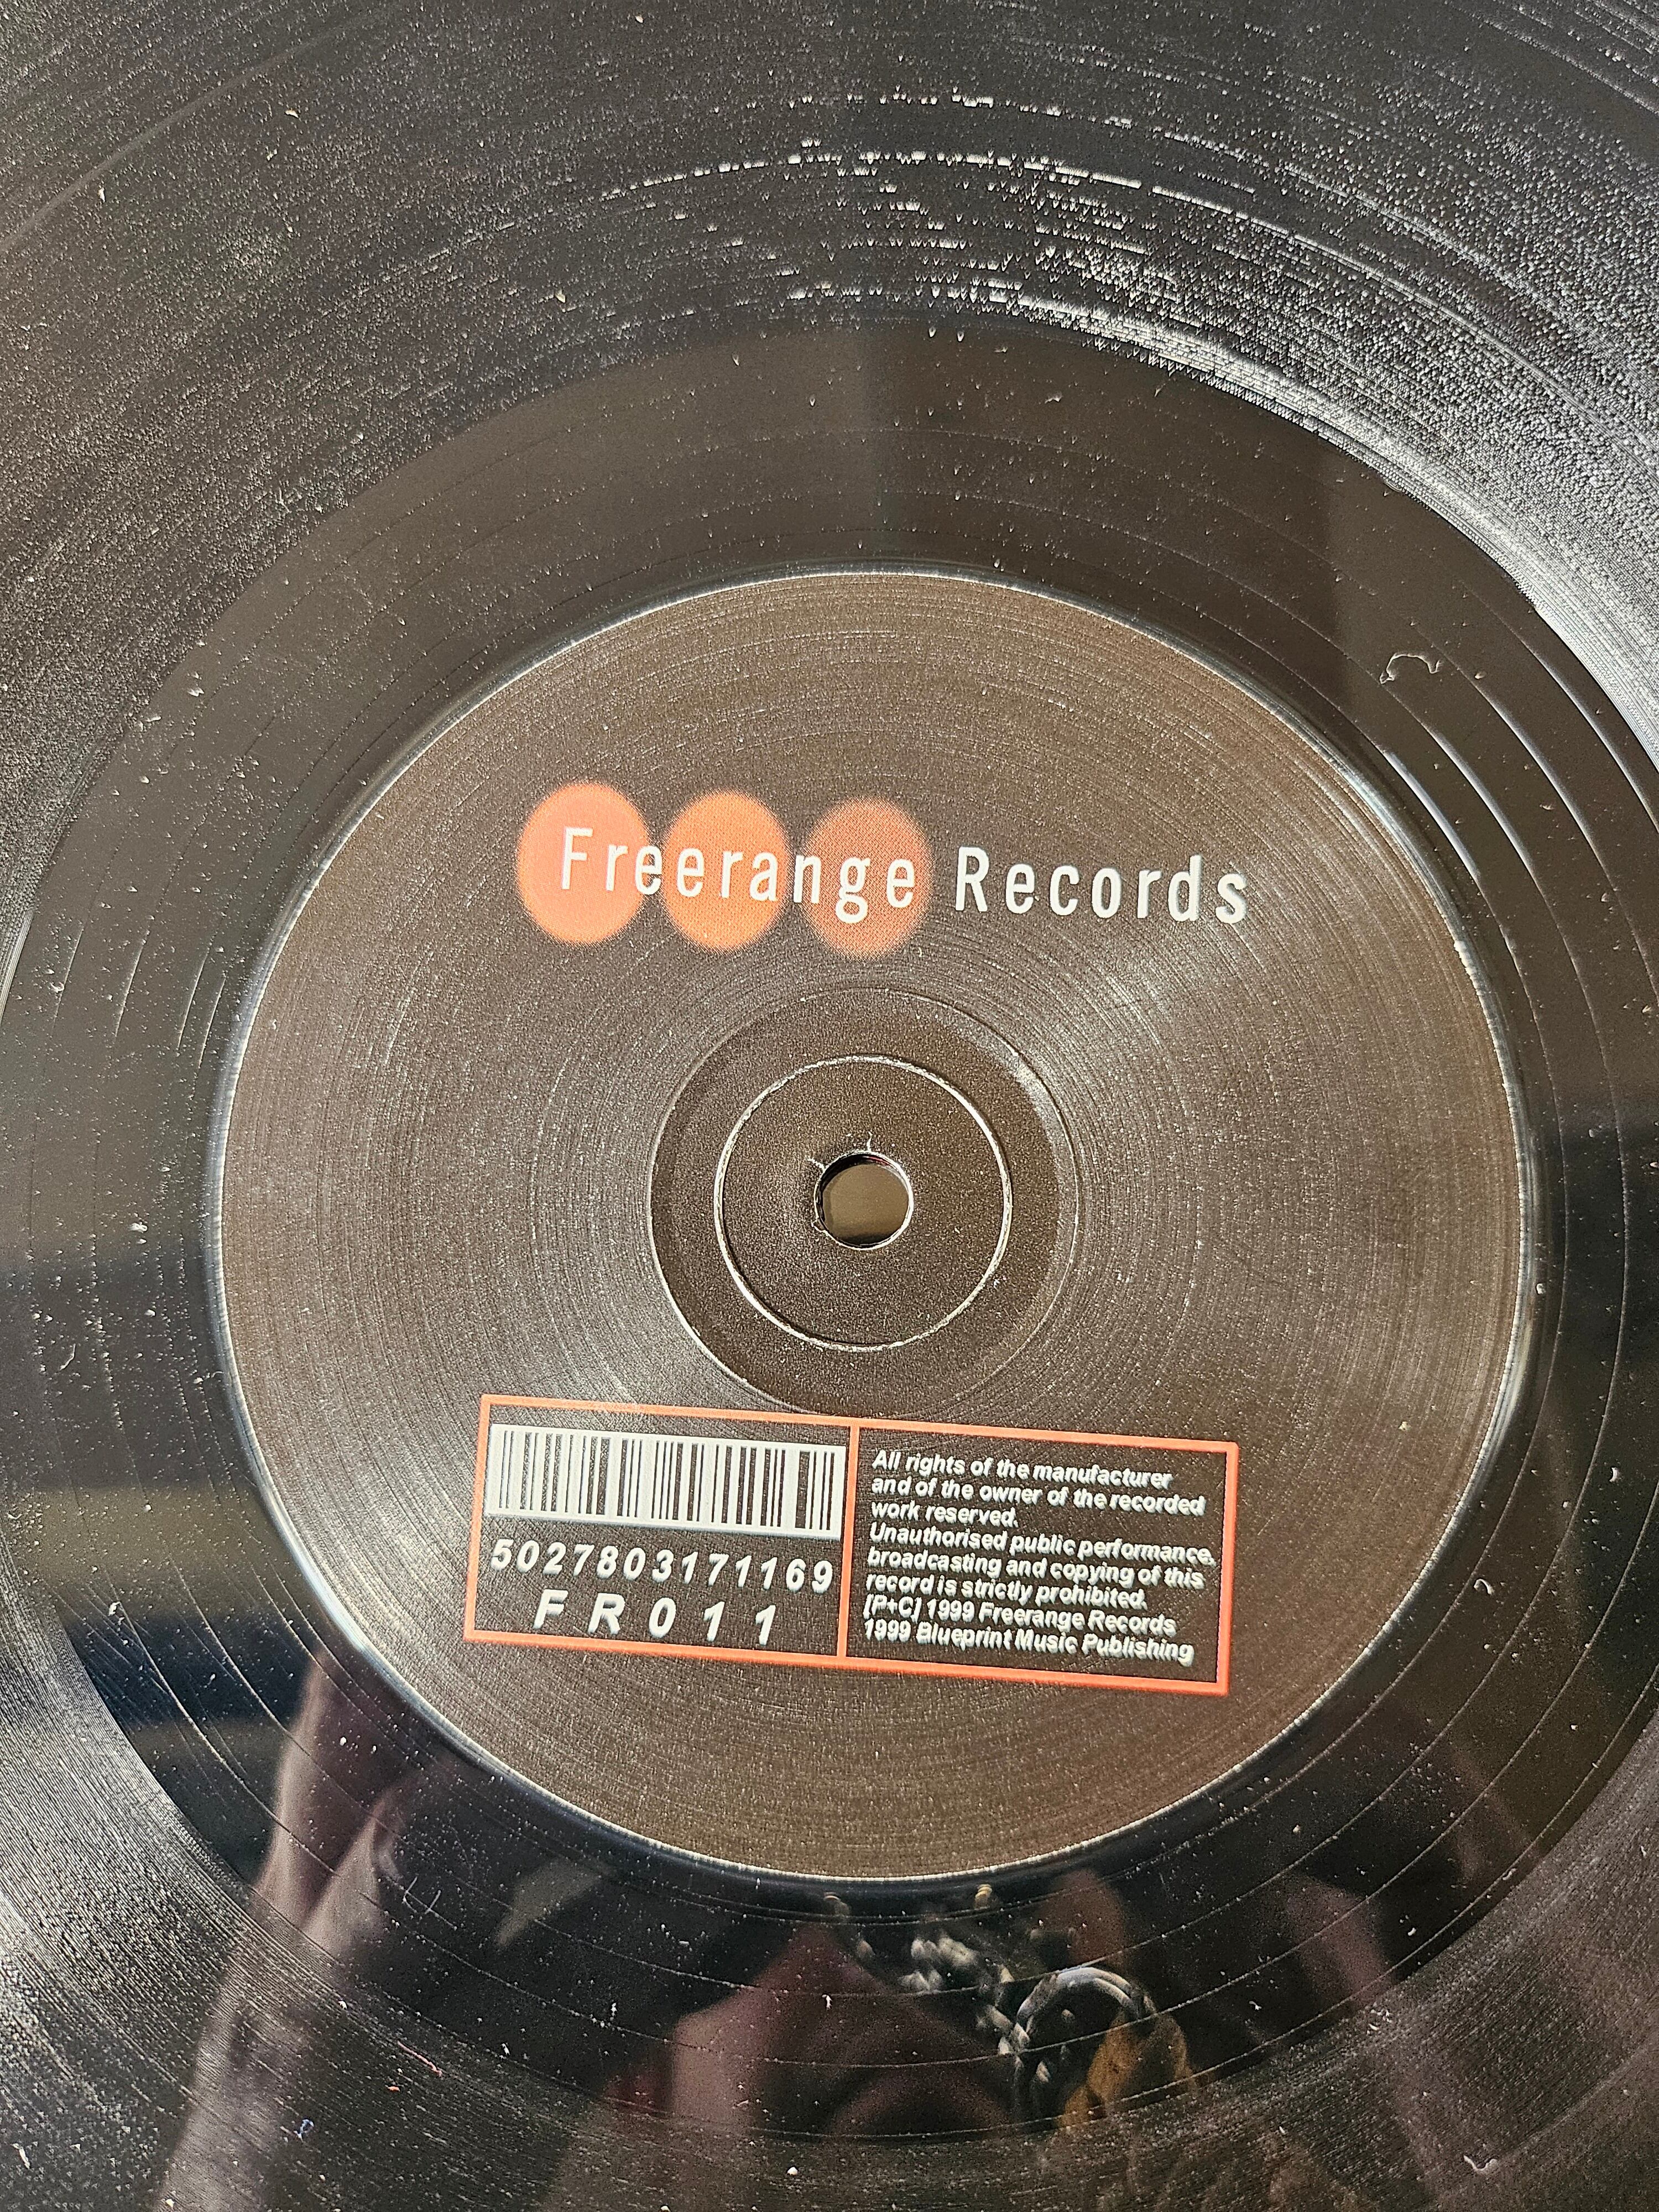 Freerange Records
5027803171169
FR011
All rights of the manufacturer
and of the owner of the recorded
work reserved.
Unauthorised public performance,
broadcasting and copying of this
record is strictly prohibited.
[P+C] 1999 Freerange Records
1999 Blueprint Music Publishing